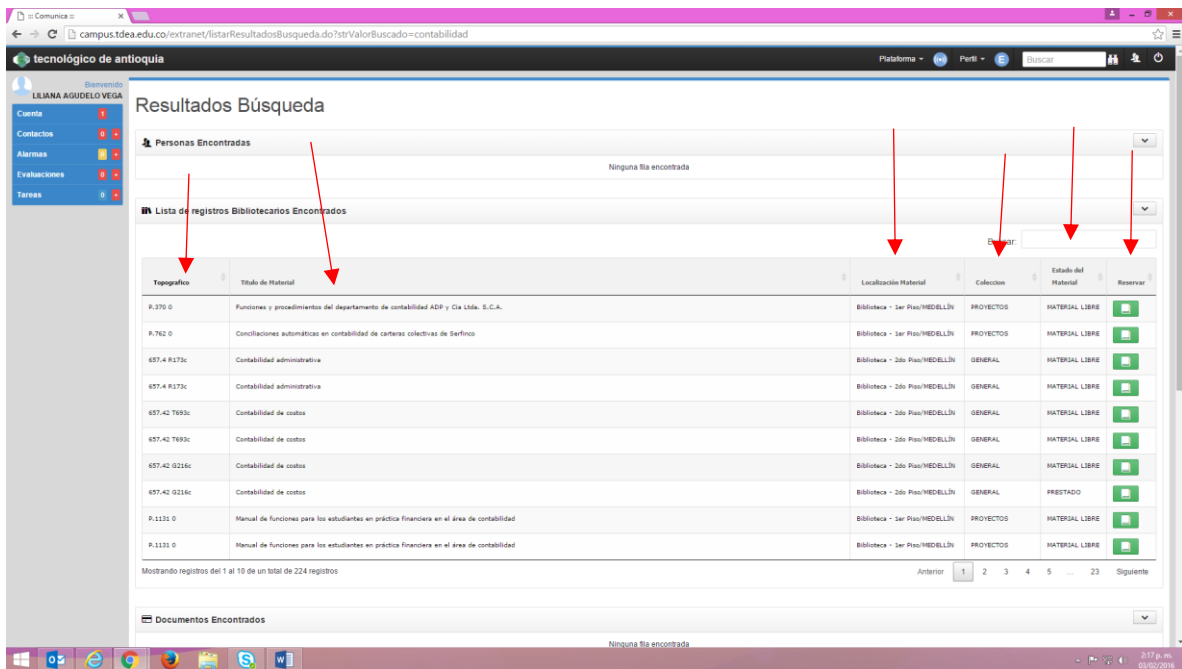 ::: Comunica :::
campus.tdea.edu.co/extranet/listarResultadosBusqueda.do?strValorBuscado=contabilidad
tecnológico de antioquia Plataforma Perfil E Buscar
Bienvenido
LILIANA AGUDELO VEGA
Cuenta 1
Contactos 0 +
Alarmas 0 +
Evaluaciones 0 +
Tareas 0 +
Resultados Búsqueda
Personas Encontradas
Ninguna fila encontrada
Lista de registros Bibliotecarios Encontrados
Buscar:
Topografico Titulo de Material Localización Material Coleccion Estado del Material Reservar
P.370 0 Funciones y procedimientos del departamento de contabilidad ADP y Cia Ltda. S.C.A. Biblioteca - 1er Piso/MEDELLÍN PROYECTOS MATERIAL LIBRE
P.762 0 Conciliaciones automáticas en contabilidad de carteras colectivas de Serfinco Biblioteca - 1er Piso/MEDELLÍN PROYECTOS MATERIAL LIBRE
657.4 R173c Contabilidad administrativa Biblioteca - 2do Piso/MEDELLÍN GENERAL MATERIAL LIBRE
657.4 R173c Contabilidad administrativa Biblioteca - 2do Piso/MEDELLÍN GENERAL MATERIAL LIBRE
657.42 T693c Contabilidad de costos Biblioteca - 2do Piso/MEDELLÍN GENERAL MATERIAL LIBRE
657.42 T693c Contabilidad de costos Biblioteca - 2do Piso/MEDELLÍN GENERAL MATERIAL LIBRE
657.42 G216c Contabilidad de costos Biblioteca - 2do Piso/MEDELLÍN GENERAL MATERIAL LIBRE
657.42 G216c Contabilidad de costos Biblioteca - 2do Piso/MEDELLÍN GENERAL PRESTADO
P.1131 0 Manual de funciones para los estudiantes en práctica financiera en el área de contabilidad Biblioteca - 1er Piso/MEDELLÍN PROYECTOS MATERIAL LIBRE
P.1131 0 Manual de funciones para los estudiantes en práctica financiera en el área de contabilidad Biblioteca - 1er Piso/MEDELLÍN PROYECTOS MATERIAL LIBRE
Mostrando registros del 1 al 10 de un total de 224 registros Anterior 1 2 3 4 5 … 23 Siguiente
Documentos Encontrados
Ninguna fila encontrada
2:17 p. m.
03/02/2016